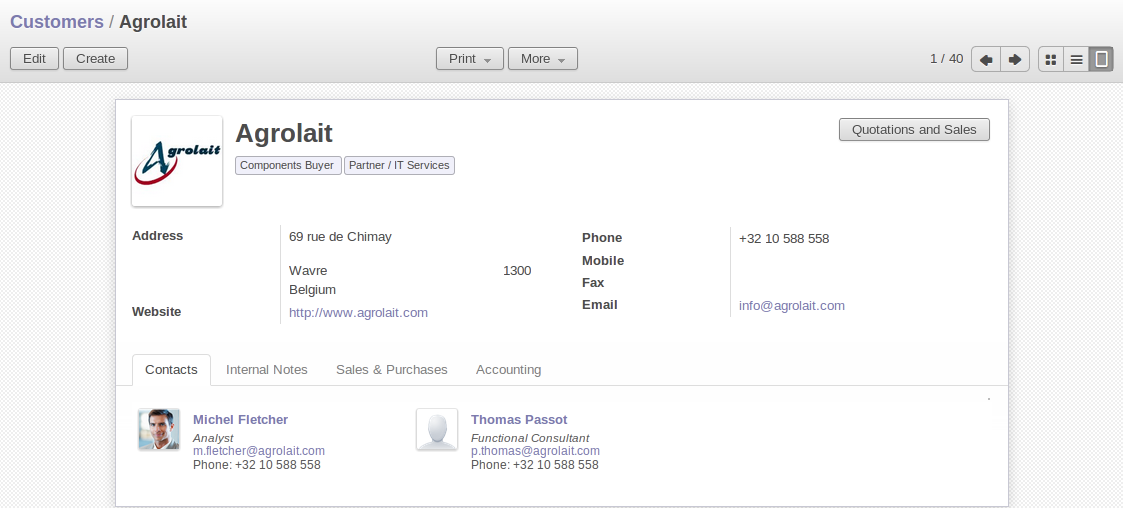 Customers / Agrolait
Edit Create Print More 1 / 40
Agrolait
Agrolait
Quotations and Sales
Components Buyer Partner / IT Services
Address 69 rue de Chimay
Wavre 1300
Belgium
Website http://www.agrolait.com
Phone +32 10 588 558
Mobile
Fax
Email info@agrolait.com
Contacts Internal Notes Sales & Purchases Accounting
Michel Fletcher
Analyst
m.fletcher@agrolait.com
Phone: +32 10 588 558
Thomas Passot
Functional Consultant
p.thomas@agrolait.com
Phone: +32 10 588 558